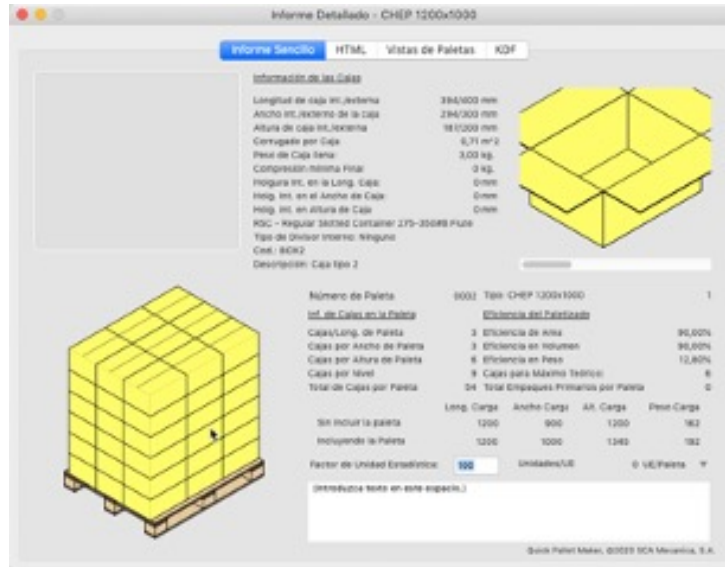 Informe Detallado - CHEP 1200x1000
Informe Sencillo HTML Vistas de Paletas KDF
Información de las Cajas
Longitud de caja int./externa 394/400 mm
Ancho int./externo de la caja 294/300 mm
Altura de caja int./externa 187/200 mm
Corrugado por Caja 0,71 m^2
Peso de Caja llena: 3,00 kg.
Compresión mínima Final 0 kg.
Holgura int. en la Long. Caja: 0 mm
Holg. int. en el Ancho de Caja: 0 mm
Holg. int. en Altura de Caja 0 mm
RSC - Regular Slotted Container 275-350#B Flute
Tipo de Divisor Interno: Ninguno
Cod.: BOX2
Descripción: Caja tipo 2
Número de Paleta 0002 Tipo: CHEP 1200x1000 1
Inf. de Cajas en la Paleta Eficiencia del Paletizado
Cajas/Long. de Paleta 3 Eficiencia de Area 90,00%
Cajas por Ancho de Paleta 3 Eficiencia en Volumen 90,00%
Cajas por Altura de Paleta 6 Eficiencia en Peso 12,80%
Cajas por Nivel 9 Cajas para Máximo Teórico: 6
Total de Cajas por Paleta 54 Total Empaques Primarios por Paleta 0
Long. Carga Ancho Carga Alt. Carga Peso Carga
Sin incluir la paleta 1200 900 1200 162
Incluyendo la Paleta 1200 1000 1340 192
Factor de Unidad Estadística: 100 Unidades/UE 0 UE/Paleta
(Introduzca texto en este espacio.)
Quick Pallet Maker, ©2020 SCA Mecanica, S.A.